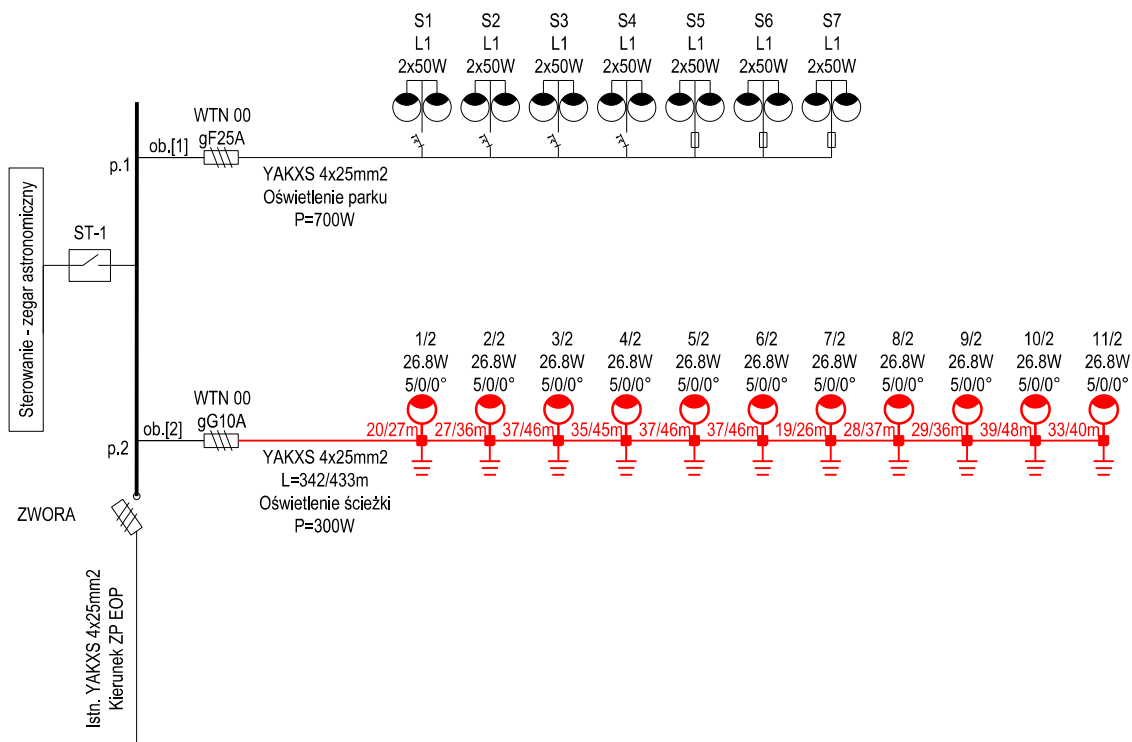 S1 S2 S3 S4 S5 S6 S7
L1 L1 L1 L1 L1 L1 L1
2x50W 2x50W 2x50W 2x50W 2x50W 2x50W 2x50W
WTN 00
gF25A
ob.[1]
p.1
YAKXS 4x25mm2
Oświetlenie parku
P=700W
Sterowanie - zegar astronomiczny
ST-1
1/2 2/2 3/2 4/2 5/2 6/2 7/2 8/2 9/2 10/2 11/2
26.8W 26.8W 26.8W 26.8W 26.8W 26.8W 26.8W 26.8W 26.8W 26.8W 26.8W
5/0/0° 5/0/0° 5/0/0° 5/0/0° 5/0/0° 5/0/0° 5/0/0° 5/0/0° 5/0/0° 5/0/0° 5/0/0°
WTN 00
gG10A
ob.[2]
p.2
20/27m 27/36m 37/46m 35/45m 37/46m 37/46m 19/26m 28/37m 29/36m 39/48m 33/40m
YAKXS 4x25mm2
L=342/433m
Oświetlenie ścieżki
P=300W
ZWORA
Istn. YAKXS 4x25mm2
Kierunek ZP EOP